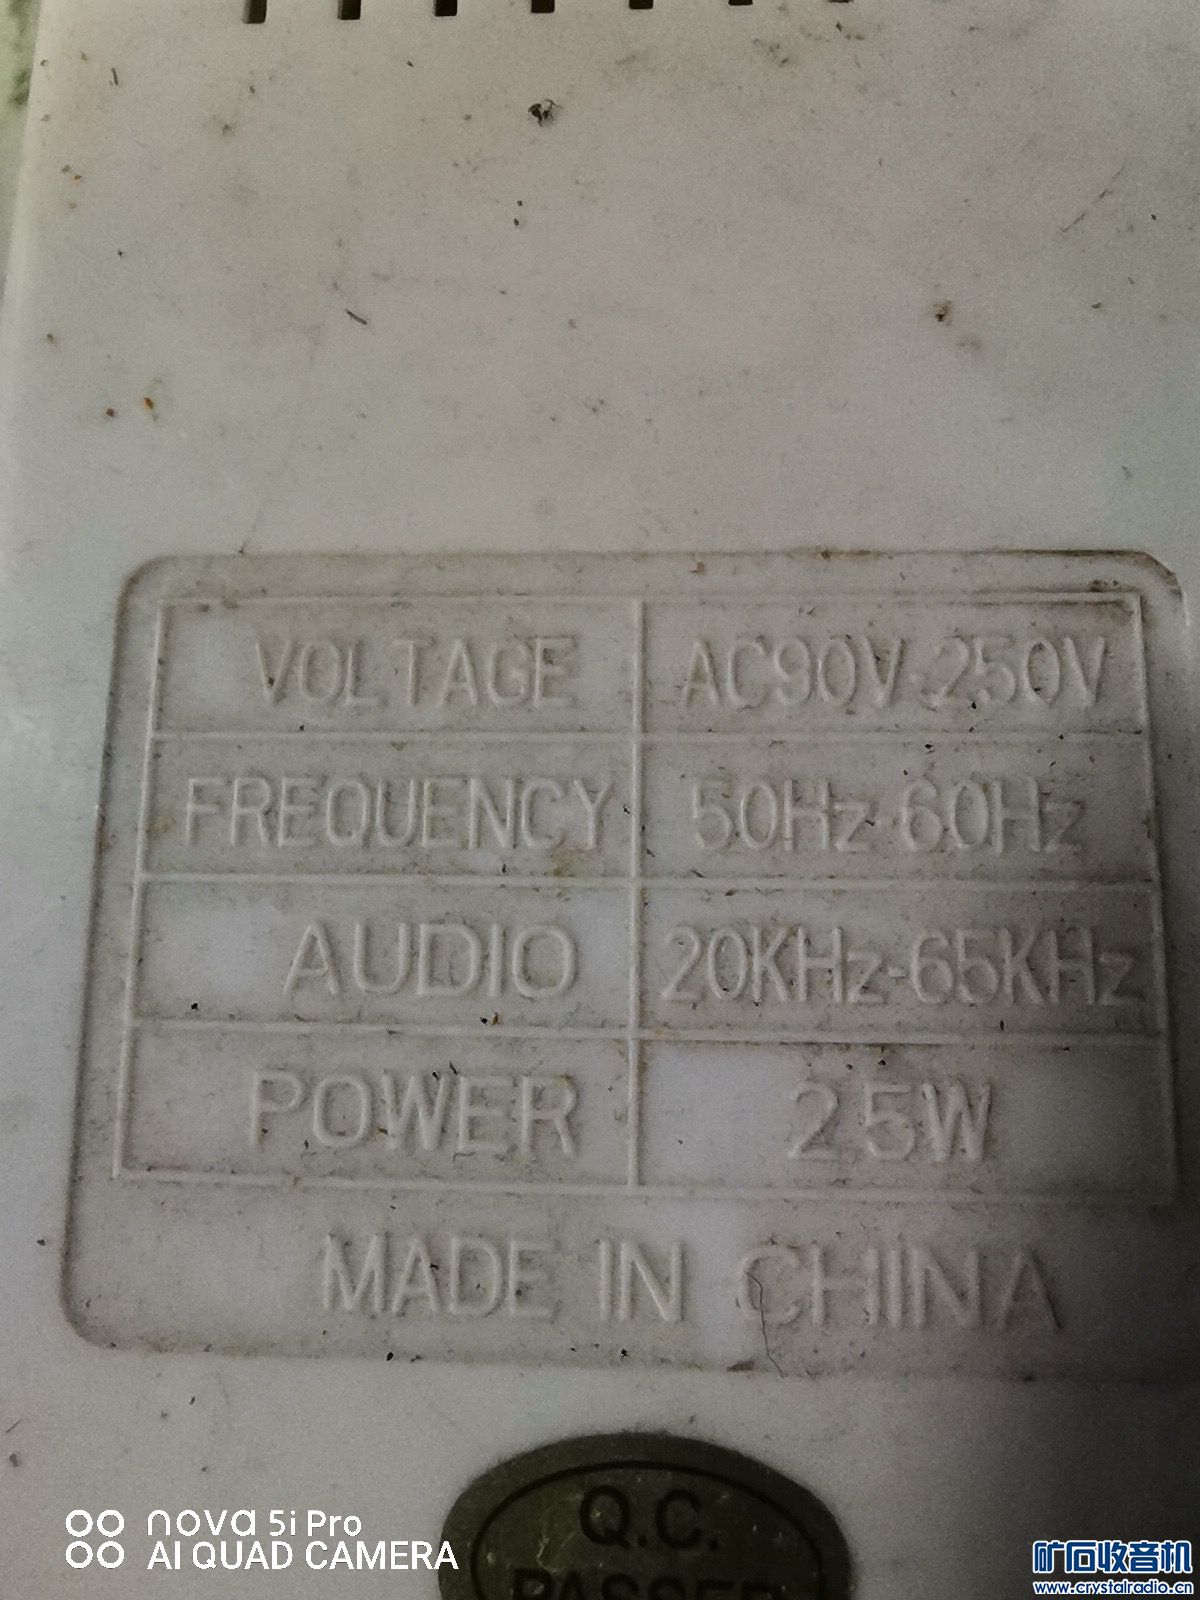 VOLTAGE AC90V-250V
FREQUENCY 50Hz-60Hz
AUDIO 20KHz-65KHz
POWER 25W
MADE IN CHINA
Q.C.
PASSED
nova 5i Pro
AI QUAD CAMERA
矿石收音机
www.crystalradio.cn